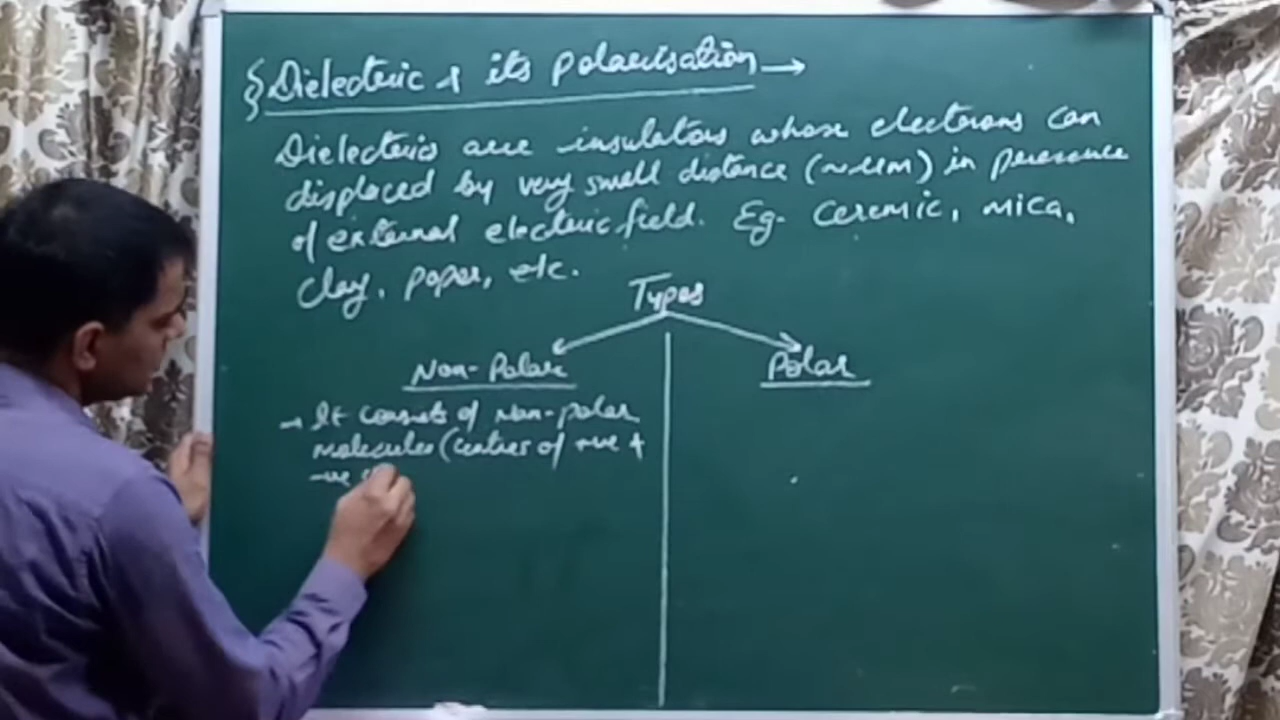 Dielectric & its polarisation →
Dielectrics are insulators whose electrons can
displaced by very small distance (~ μm) in presence
of external electric field. Eg. Ceremic, mica,
clay, paper, etc.
Types
Non-Polar
Polar
→ It consists of Non-polar
molecules (centres of +ve &
-ve